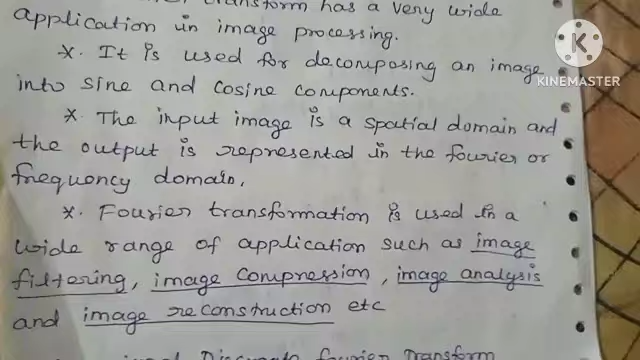 transform has a very wide
application in image processing.
*. It is used for decomposing an image
into sine and cosine components.
*. The input image is a spatial domain and
the output is represented in the fourier or
frequency domain.
*. Fourier transformation is used in a
wide range of application such as image
filtering, image compression, image analysis
and image reconstruction etc
fourier Transform
KINEMASTER